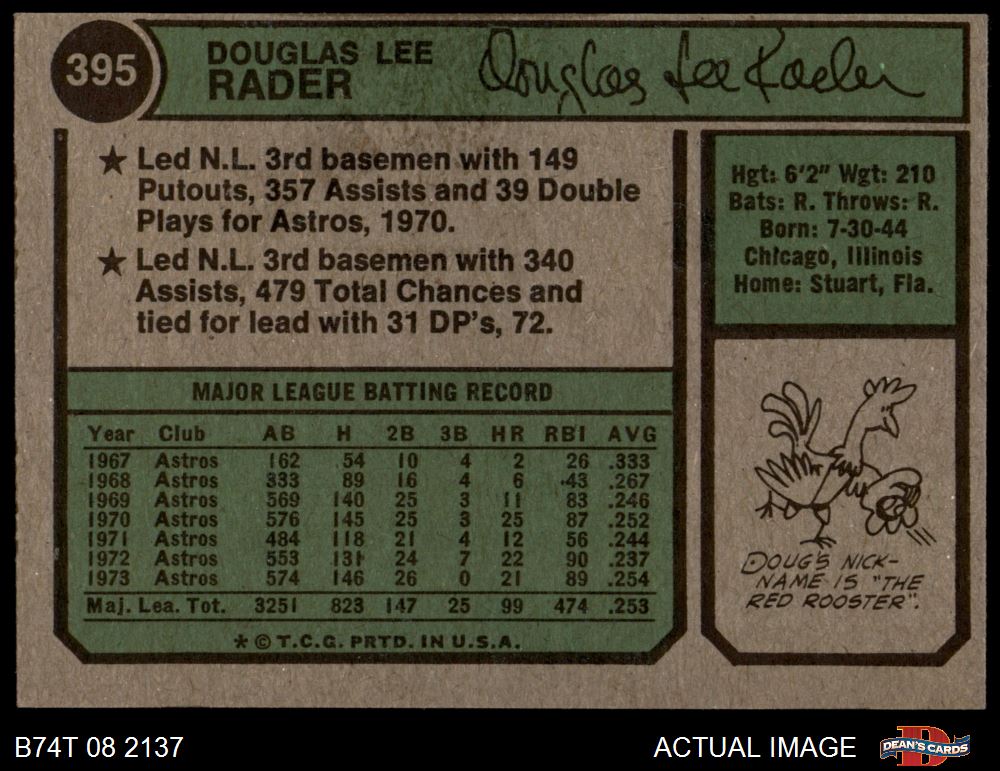 395
DOUGLAS LEE
RADER
Douglas Lee Rader
★ Led N.L. 3rd basemen with 149
Putouts, 357 Assists and 39 Double
Plays for Astros, 1970.
★ Led N.L. 3rd basemen with 340
Assists, 479 Total Chances and
tied for lead with 31 DP's, 72.
Hgt: 6'2" Wgt: 210
Bats: R. Throws: R.
Born: 7-30-44
Chicago, Illinois
Home: Stuart, Fla.
MAJOR LEAGUE BATTING RECORD
Year Club AB H 2B 3B HR RBI AVG
1967 Astros 162 54 10 4 2 26 .333
1968 Astros 333 89 16 4 6 43 .267
1969 Astros 569 140 25 3 11 83 .246
1970 Astros 576 145 25 3 25 87 .252
1971 Astros 484 118 21 4 12 56 .244
1972 Astros 553 131 24 7 22 90 .237
1973 Astros 574 146 26 0 21 89 .254
Maj. Lea. Tot. 3251 823 147 25 99 474 .253
* © T.C.G. PRTD. IN U.S.A.
DOUG'S NICK-
NAME IS "THE
RED ROOSTER".
B74T 08 2137
ACTUAL IMAGE
DEAN'S CARDS